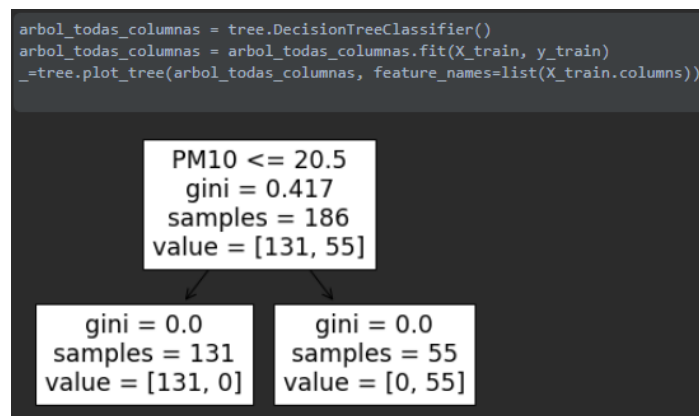 arbol_todas_columnas = tree.DecisionTreeClassifier()
arbol_todas_columnas = arbol_todas_columnas.fit(X_train, y_train)
_=tree.plot_tree(arbol_todas_columnas, feature_names=list(X_train.columns))
PM10 <= 20.5
gini = 0.417
samples = 186
value = [131, 55]
gini = 0.0
samples = 131
value = [131, 0]
gini = 0.0
samples = 55
value = [0, 55]